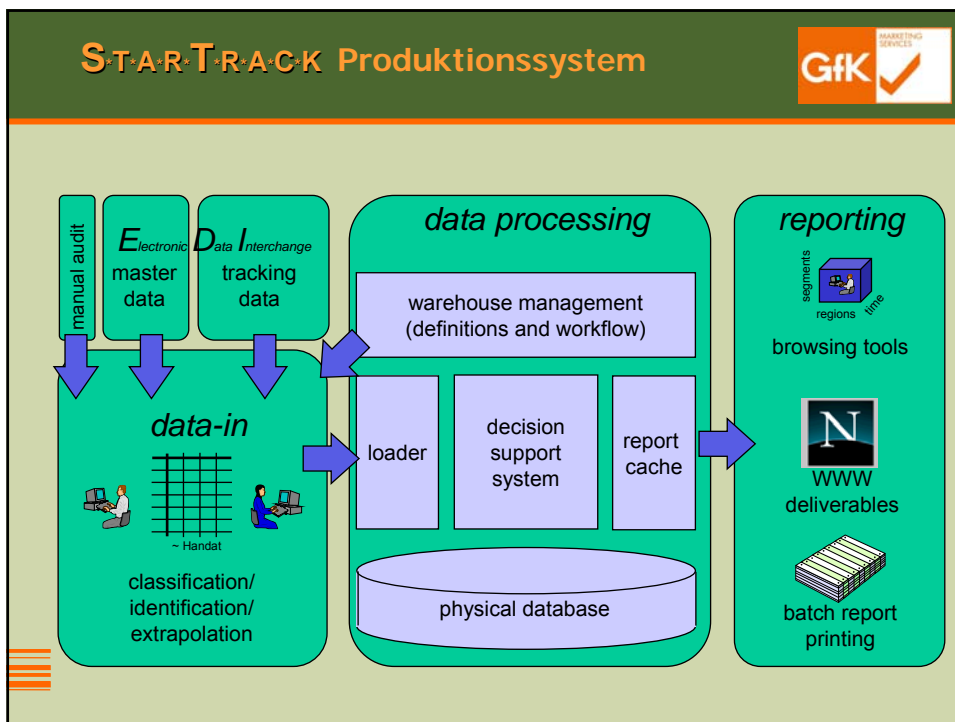 S*T*A*R*T*R*A*C*K Produktionssystem
MARKETING
SERVICES
GfK
manual audit
Electronic Data Interchange
master
data
tracking
data
data-in
~ Handat
classification/
identification/
extrapolation
data processing
warehouse management
(definitions and workflow)
loader
decision
support
system
report
cache
physical database
reporting
segments
regions
time
browsing tools
N
WWW
deliverables
batch report
printing